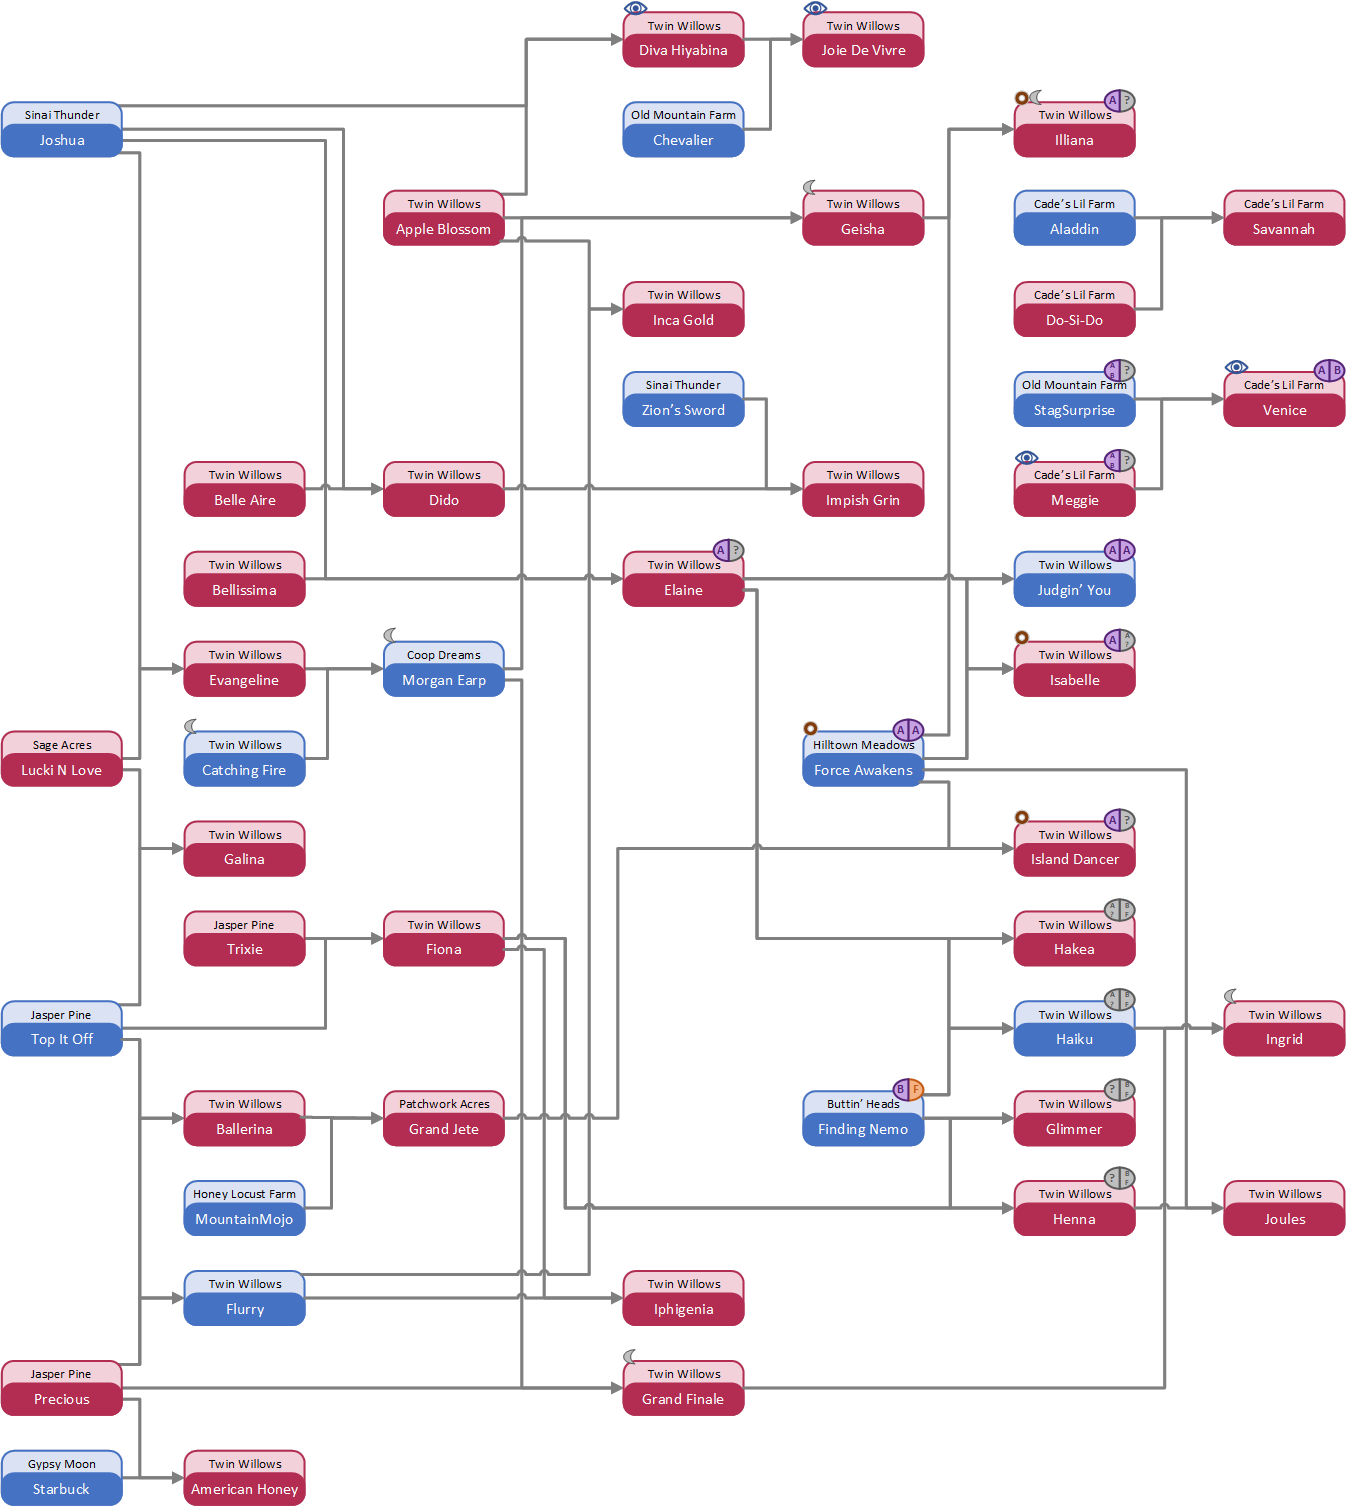 Twin Willows
Diva Hiyabina
Twin Willows
Joie De Vivre
Sinai Thunder
Joshua
Old Mountain Farm
Chevalier
A ?
Twin Willows
Illiana
Twin Willows
Apple Blossom
Twin Willows
Geisha
Cade's Lil Farm
Aladdin
Cade's Lil Farm
Savannah
Twin Willows
Inca Gold
Cade's Lil Farm
Do-Si-Do
Sinai Thunder
Zion's Sword
A B ?
Old Mountain Farm
StagSurprise
A B
Cade's Lil Farm
Venice
Twin Willows
Belle Aire
Twin Willows
Dido
Twin Willows
Impish Grin
A B ?
Cade's Lil Farm
Meggie
Twin Willows
Bellissima
A ?
Twin Willows
Elaine
A A
Twin Willows
Judgin' You
Twin Willows
Evangeline
Coop Dreams
Morgan Earp
A A ?
Twin Willows
Isabelle
Sage Acres
Lucki N Love
Twin Willows
Catching Fire
A A
Hilltown Meadows
Force Awakens
Twin Willows
Galina
A ?
Twin Willows
Island Dancer
Jasper Pine
Trixie
Twin Willows
Fiona
A ? B F
Twin Willows
Hakea
Jasper Pine
Top It Off
A ? B F
Twin Willows
Haiku
Twin Willows
Ingrid
Twin Willows
Ballerina
Patchwork Acres
Grand Jete
B F
Buttin' Heads
Finding Nemo
? B F
Twin Willows
Glimmer
Honey Locust Farm
MountainMojo
? B F
Twin Willows
Henna
Twin Willows
Joules
Twin Willows
Flurry
Twin Willows
Iphigenia
Jasper Pine
Precious
Twin Willows
Grand Finale
Gypsy Moon
Starbuck
Twin Willows
American Honey